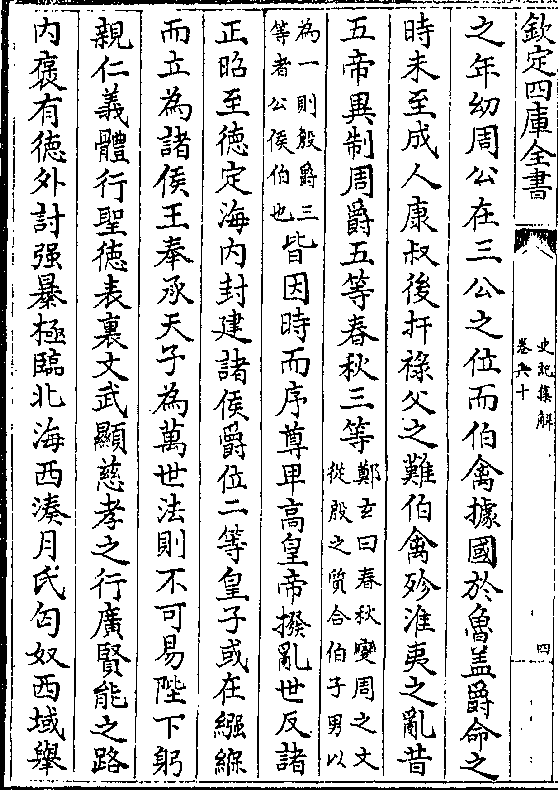 欽定四庫全書
史記集解
卷六十
四
之年幼周公在三公之位而伯禽據國於魯盖爵命之
時未至成人康叔後扞禄父之難伯禽殄淮夷之亂昔
五帝異制周爵五等春秋三等
鄭玄曰春秋變周之文
從殷之質合伯子男以
為一則殷爵三
等者公侯伯也
皆因時而序尊卑高皇帝撥亂世反諸
正昭至德定海内封建諸侯爵位二等皇子或在繦緥
而立為諸侯王奉承天子為萬世法則不可易陛下躬
親仁義體行聖德表裏文武顯慈孝之行廣賢能之路
内褒有德外討强暴極臨北海西湊月氏匈奴西域舉